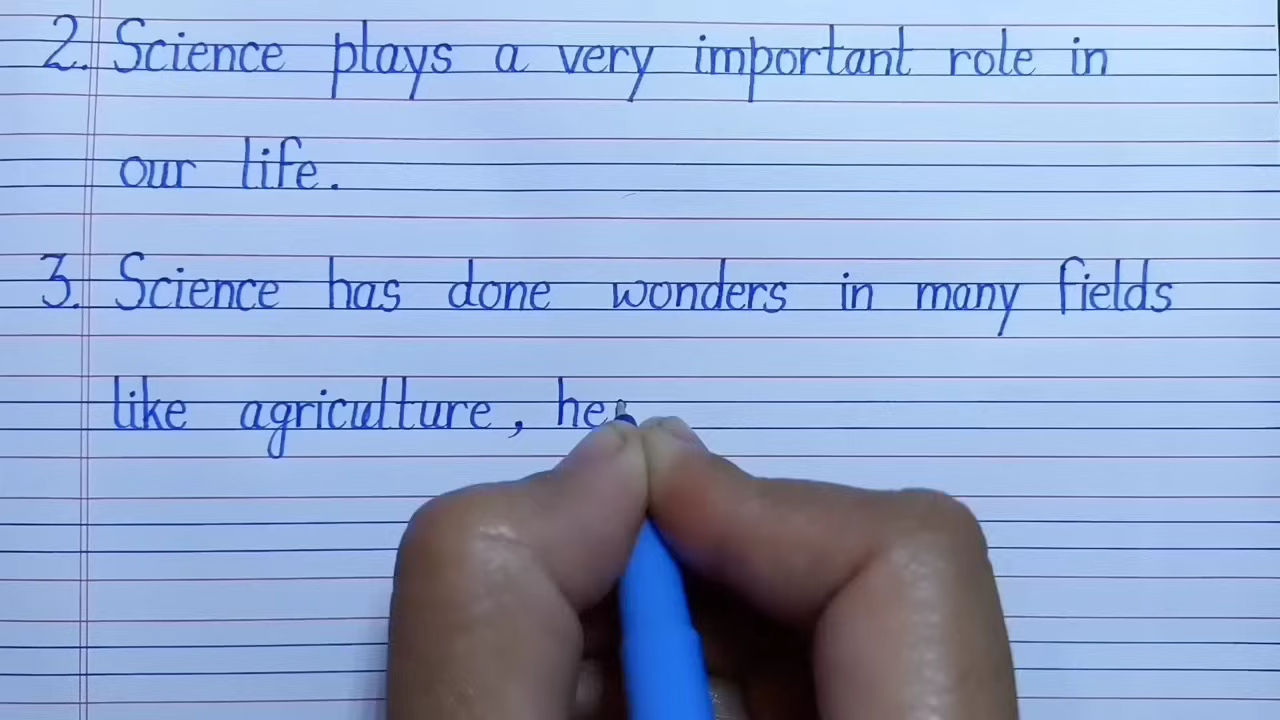 2. Science plays a very important role in
our life.
3. Science has done wonders in many fields
like agriculture, he